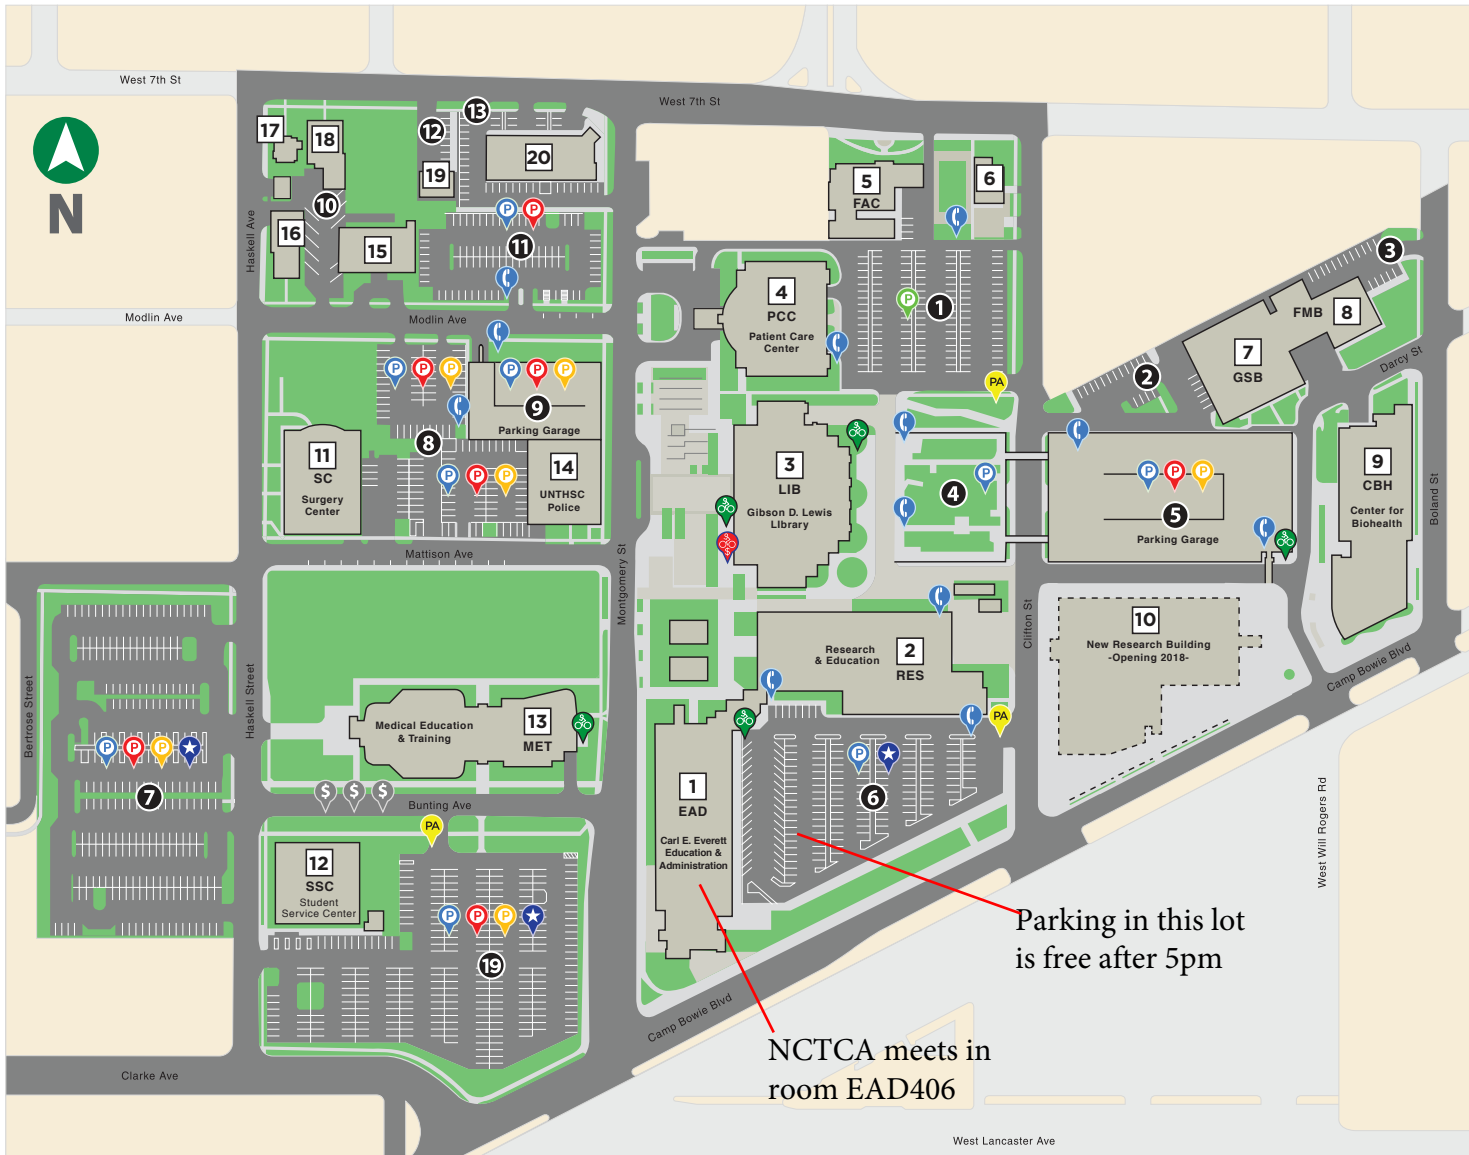 West 7th St
West 7th St
13
12
17
18
20
19
5
FAC
6
N
10
16
15
P
P
11
Haskell Ave
3
4
PCC
Patient Care
Center
P
1
FMB
8
7
GSB
Modlin Ave
Modlin Ave
Darcy St
P
P
P
P
P
P
9
Parking Garage
2
PA
8
11
SC
Surgery
Center
P
P
P
14
UNTHSC
Police
3
LIB
Gibson D. Lewis
LIbrary
P
4
P
P
P
5
Parking Garage
9
CBH
Center for
Biohealth
Boland St
Mattison Ave
Montgomery St
Clifton St
10
New Research Building
-Opening 2018-
Research
& Education
2
RES
Camp Bowie Blvd
Bertrose Street
Haskell Street
Medical Education
& Training
13
MET
PA
P
P
P
7
P
6
1
EAD
Carl E. Everett
Education &
Administration
$
$
$
Bunting Ave
PA
West Will Rogers Rd
12
SSC
Student
Service Center
P
P
P
19
Parking in this lot
is free after 5pm
Camp Bowie Blvd
NCTCA meets in
room EAD406
Clarke Ave
West Lancaster Ave